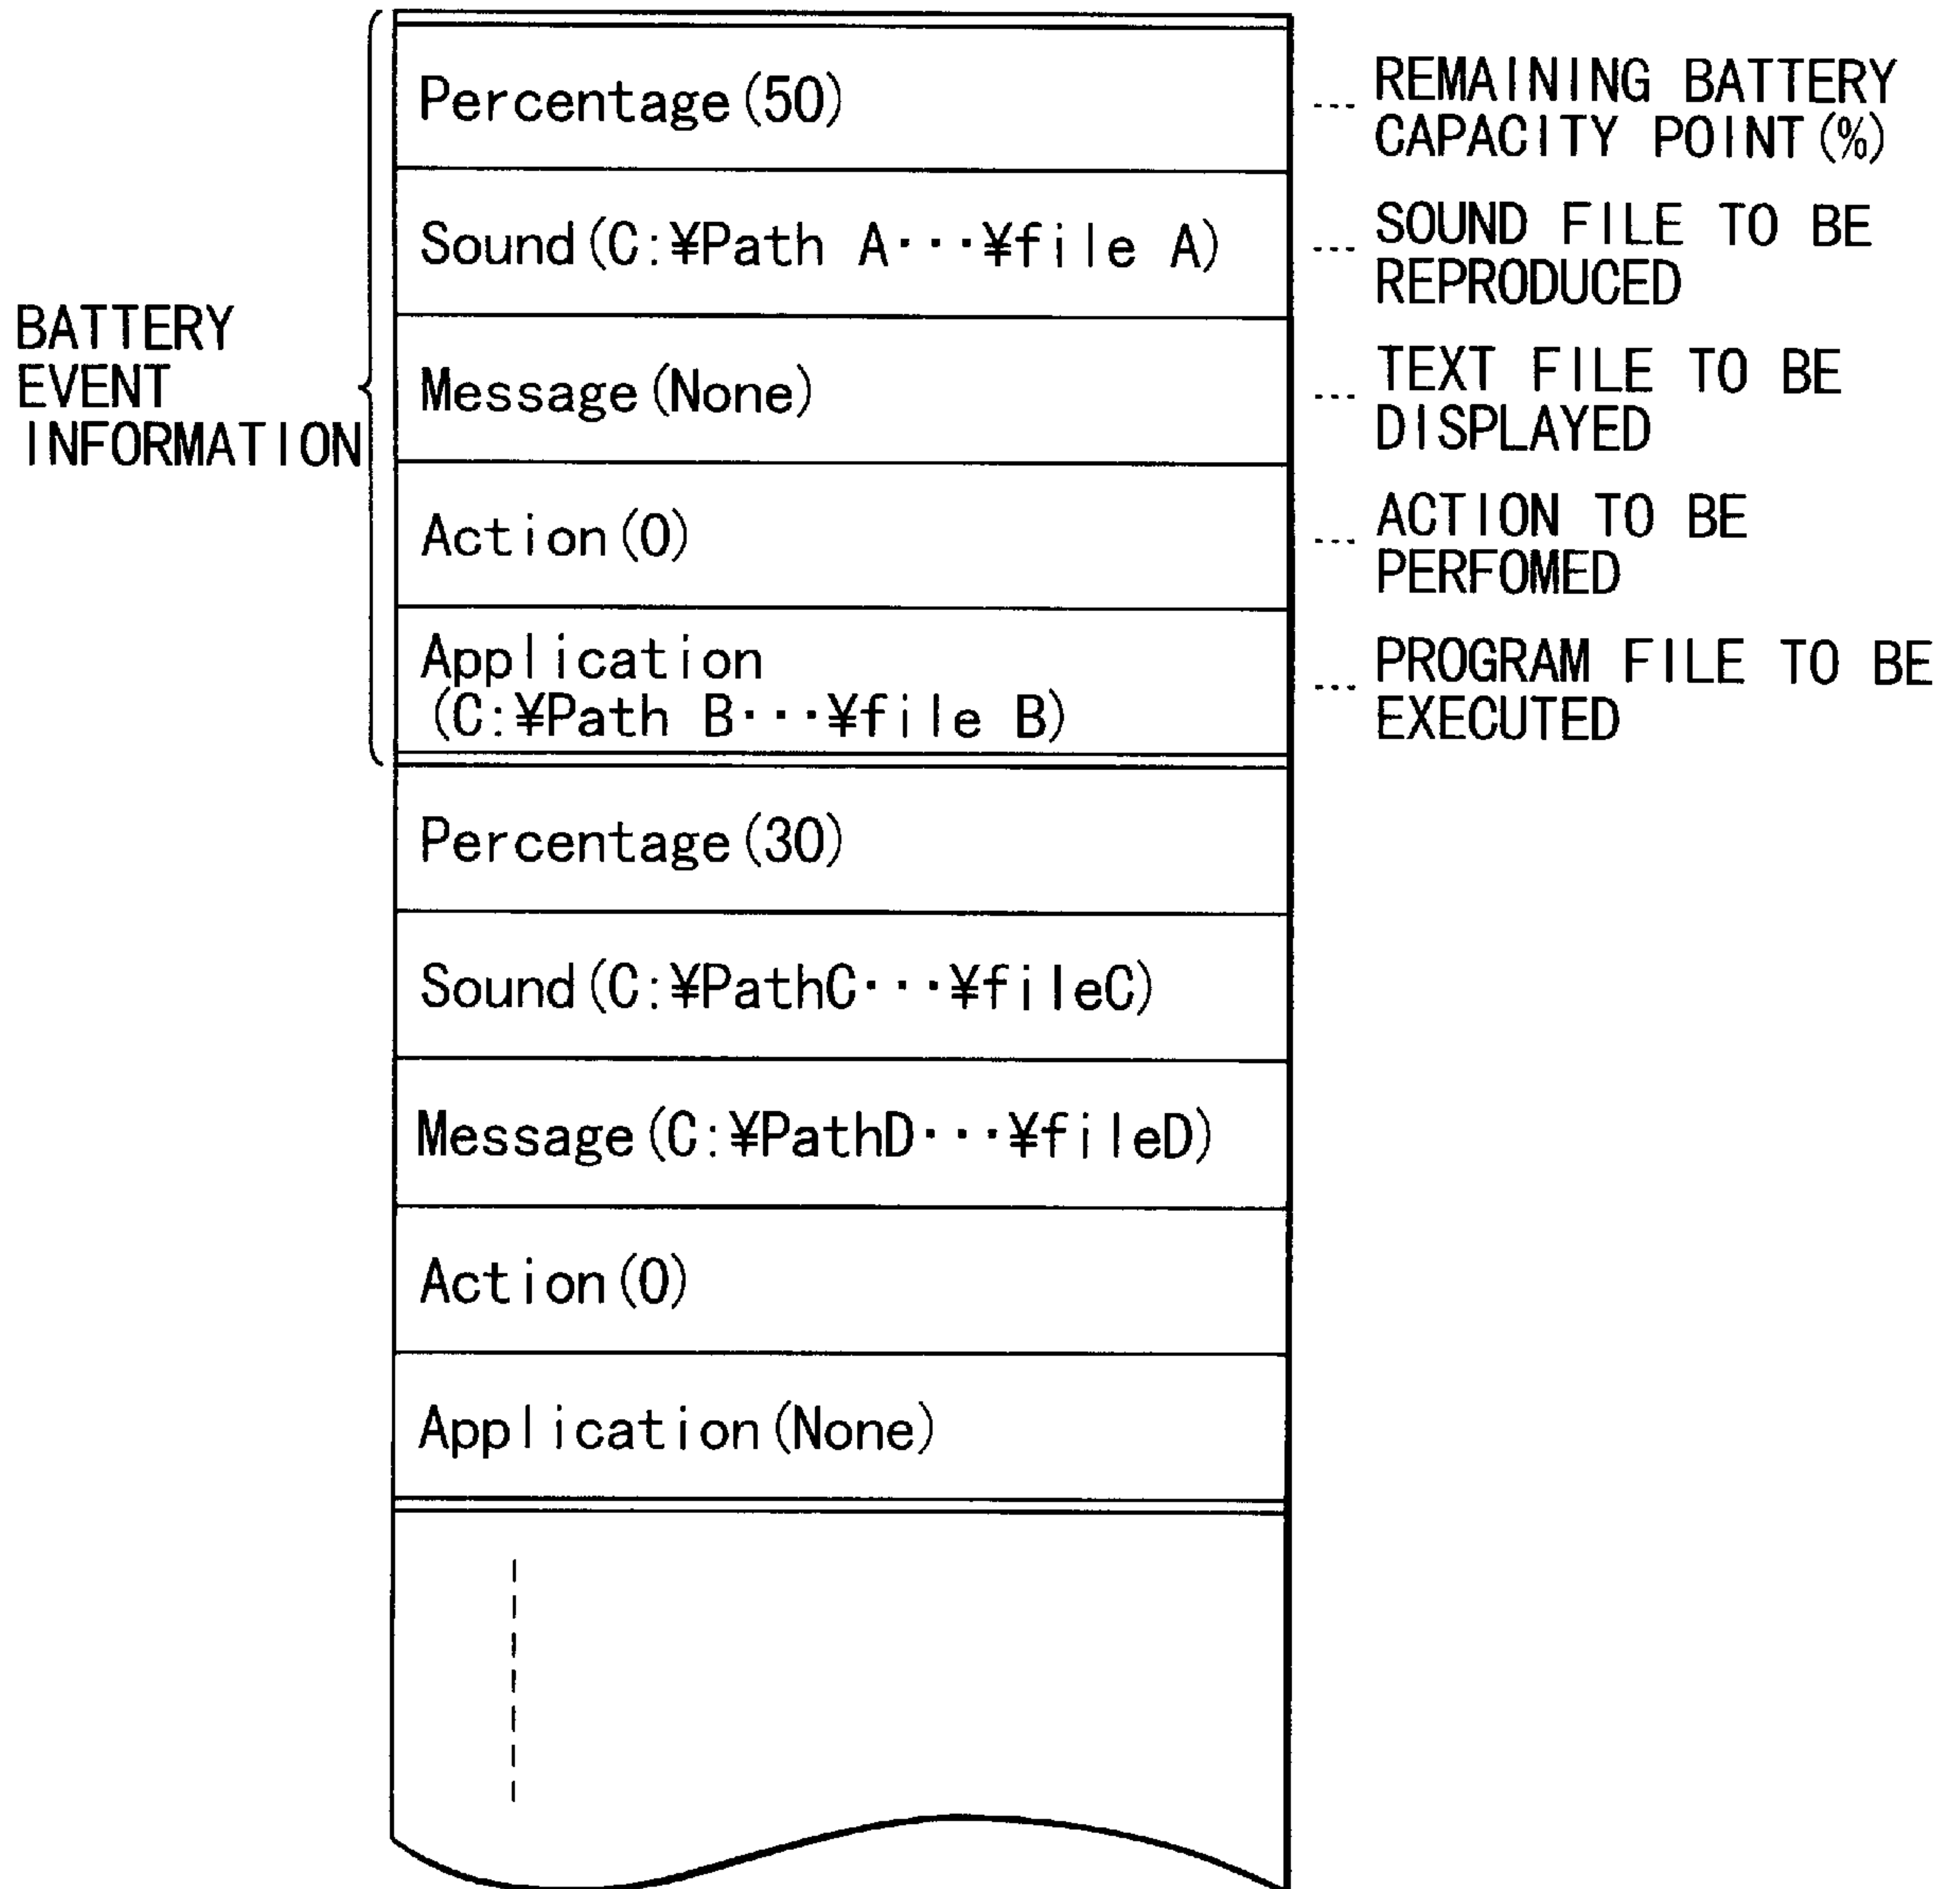 Percentage(50)
... REMAINING BATTERY
CAPACITY POINT(%)
Sound(C:¥Path A···¥file A)
... SOUND FILE TO BE
REPRODUCED
BATTERY
EVENT
INFORMATION
Message(None)
... TEXT FILE TO BE
DISPLAYED
Action(0)
... ACTION TO BE
PERFOMED
Application
(C:¥Path B···¥file B)
... PROGRAM FILE TO BE
EXECUTED
Percentage(30)
Sound(C:¥PathC···¥fileC)
Message(C:¥PathD···¥fileD)
Action(0)
Application(None)